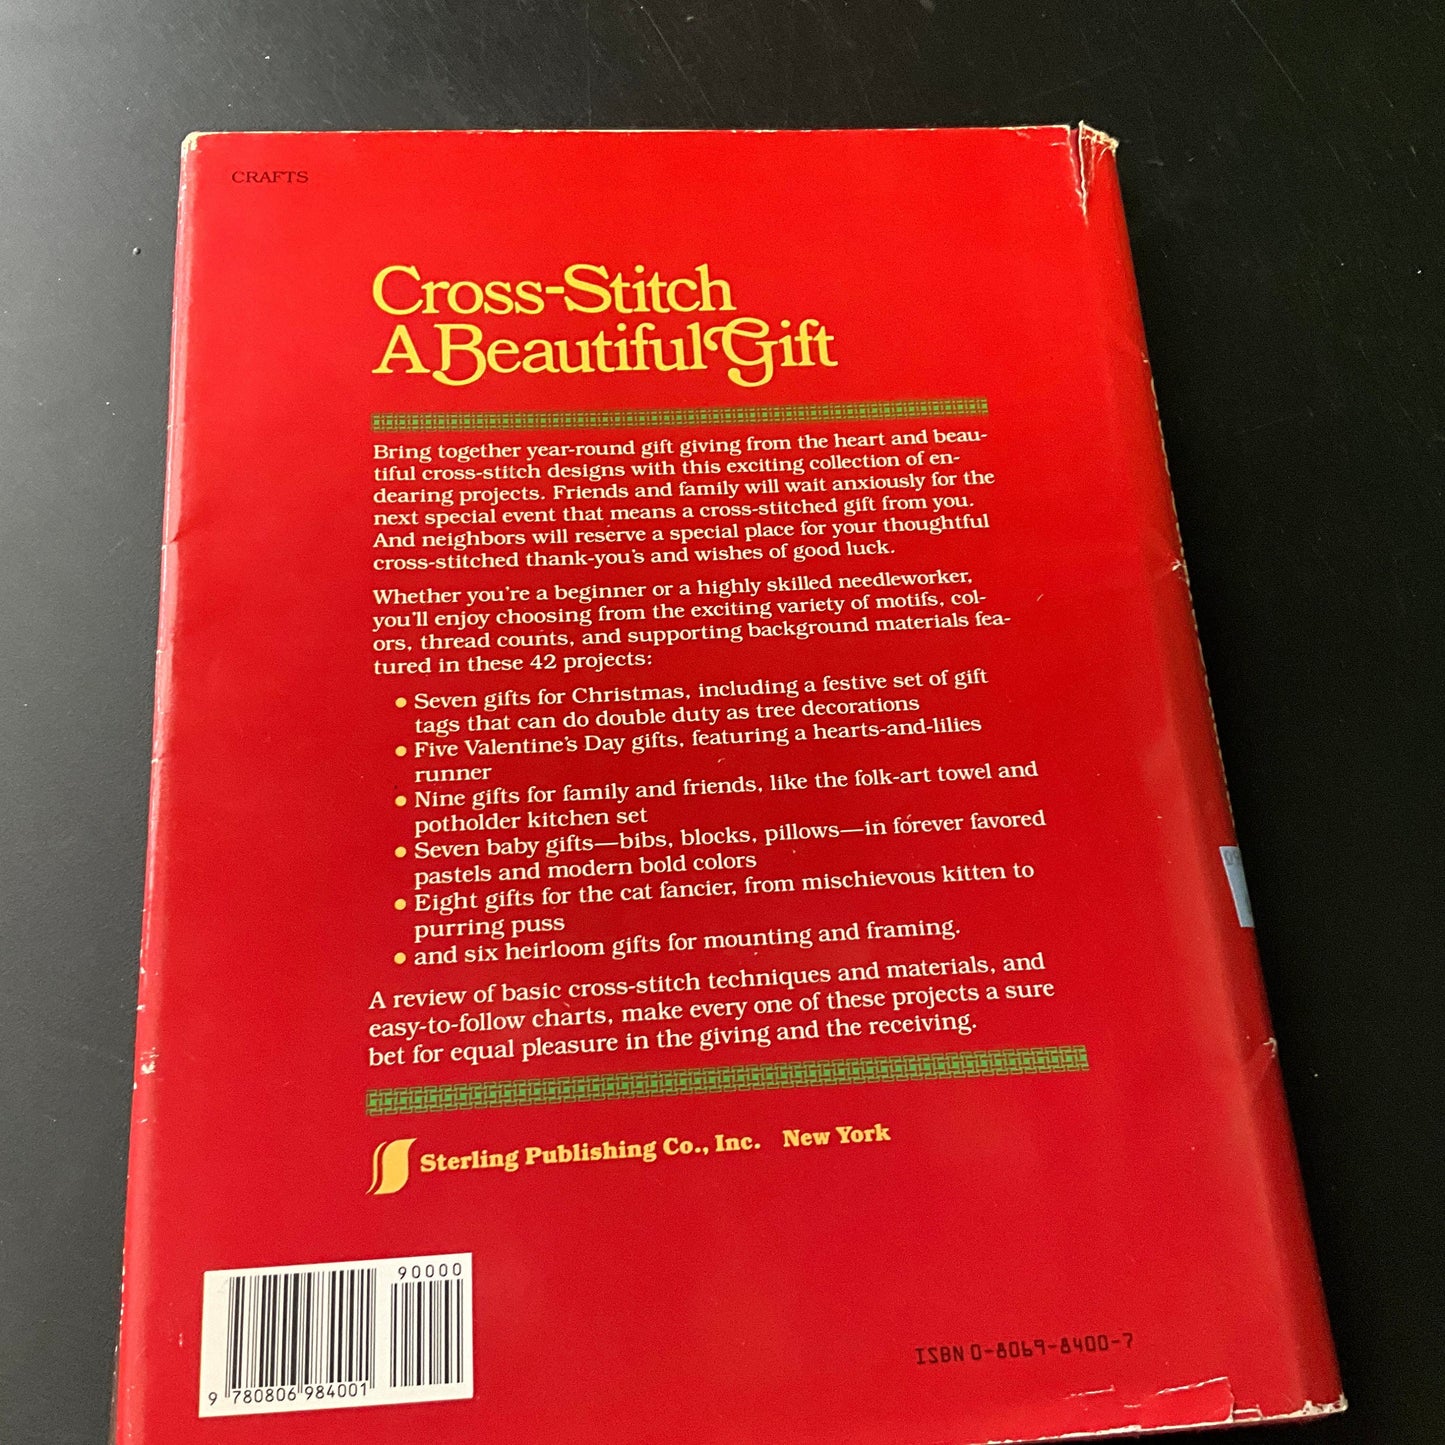 CRAFTS
Cross-Stitch
A Beautiful Gift
Bring together year-round gift giving from the heart and beau-
tiful cross-stitch designs with this exciting collection of en-
dearing projects. Friends and family will wait anxiously for the
next special event that means a cross-stitched gift from you.
And neighbors will reserve a special place for your thoughtful
cross-stitched thank-you's and wishes of good luck.
Whether you're a beginner or a highly skilled needleworker,
you'll enjoy choosing from the exciting variety of motifs, col-
ors, thread counts, and supporting background materials fea-
tured in these 42 projects:
● Seven gifts for Christmas, including a festive set of gift
tags that can do double duty as tree decorations
● Five Valentine's Day gifts, featuring a hearts-and-lilies
runner
● Nine gifts for family and friends, like the folk-art towel and
potholder kitchen set
● Seven baby gifts—bibs, blocks, pillows—in forever favored
pastels and modern bold colors
● Eight gifts for the cat fancier, from mischievous kitten to
purring puss
● and six heirloom gifts for mounting and framing.
A review of basic cross-stitch techniques and materials, and
easy-to-follow charts, make every one of these projects a sure
bet for equal pleasure in the giving and the receiving.
Sterling Publishing Co., Inc. New York
90000
9 780806 984001
ISBN 0-8069-8400-7